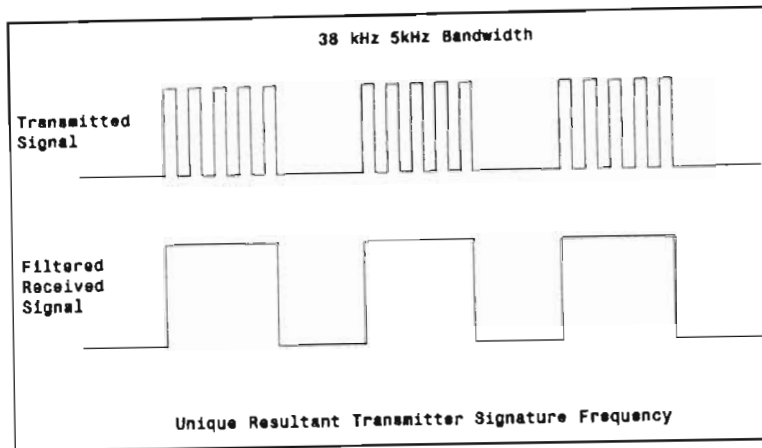 38 kHz 5kHz Bandwidth
Transmitted
Signal
Filtered
Received
Signal
Unique Resultant Transmitter Signature Frequency